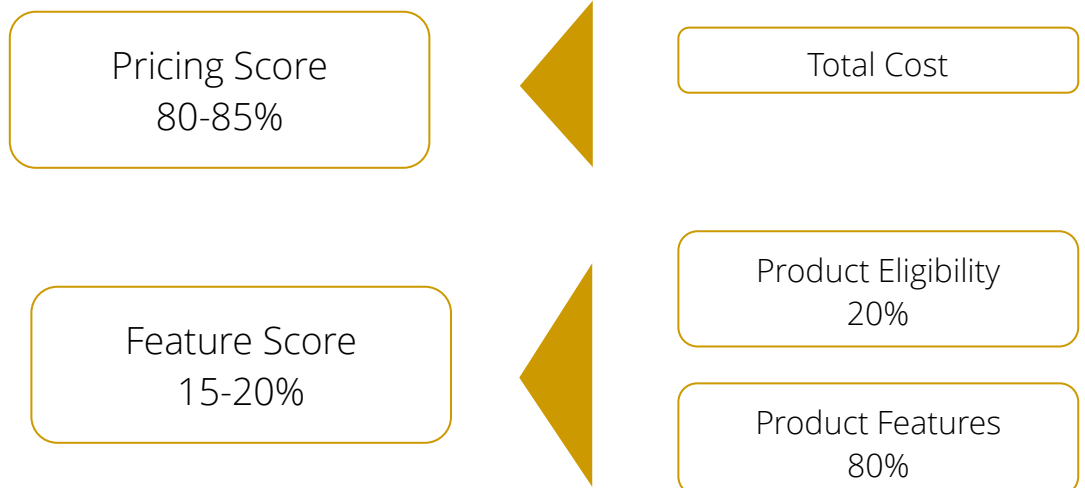 Pricing Score
80-85%
Total Cost
Feature Score
15-20%
Product Eligibility
20%
Product Features
80%